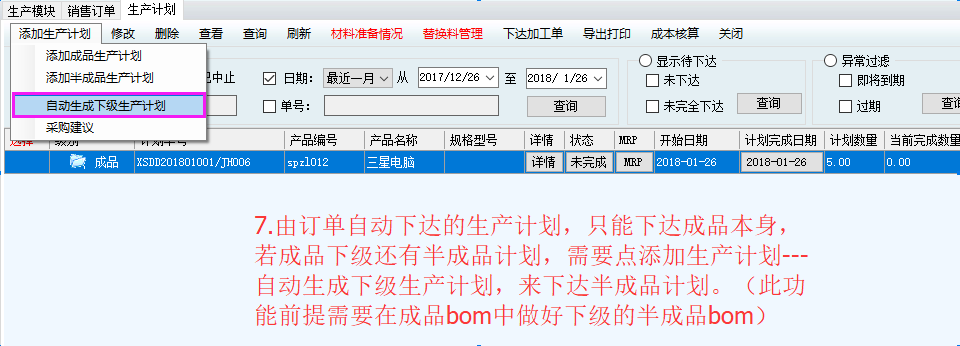 生产模块 销售订单 生产计划
添加生产计划 修改 删除 查看 查询 刷新 材料准备情况 替换料管理 下达加工单 导出打印 成本核算 关闭
添加成品生产计划
添加半成品生产计划
自动生成下级生产计划
采购建议
已中止 日期: 最近一月 从 2017/12/26 至 2018/ 1/26
单号: 查询
显示待下达
未下达
未完全下达 查询
异常过滤
即将到期
过期 查询
选择 级别 计划单号 产品编号 产品名称 规格型号 详情 状态 MRP 开始日期 计划完成日期 计划数量 当前完成数量
成品 XSDD201801001/JH006 spzl012 三星电脑 详情 未完成 MRP 2018-01-26 2018-01-26 5.00 0.00
7.由订单自动下达的生产计划，只能下达成品本身，
若成品下级还有半成品计划，需要点添加生产计划---
自动生成下级生产计划，来下达半成品计划。（此功
能前提需要在成品bom中做好下级的半成品bom）